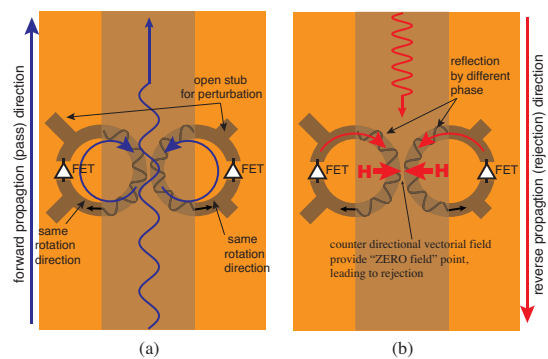 forward propagtion (pass) direction
open stub
for perturbation
FET
FET
same
rotation
direction
same
rotation
direction
(a)
reflection
by different
phase
FET
H
H
FET
counter directional vectorial field
provide "ZERO field" point,
leading to rejection
reverse propagtion (rejection) direction
(b)